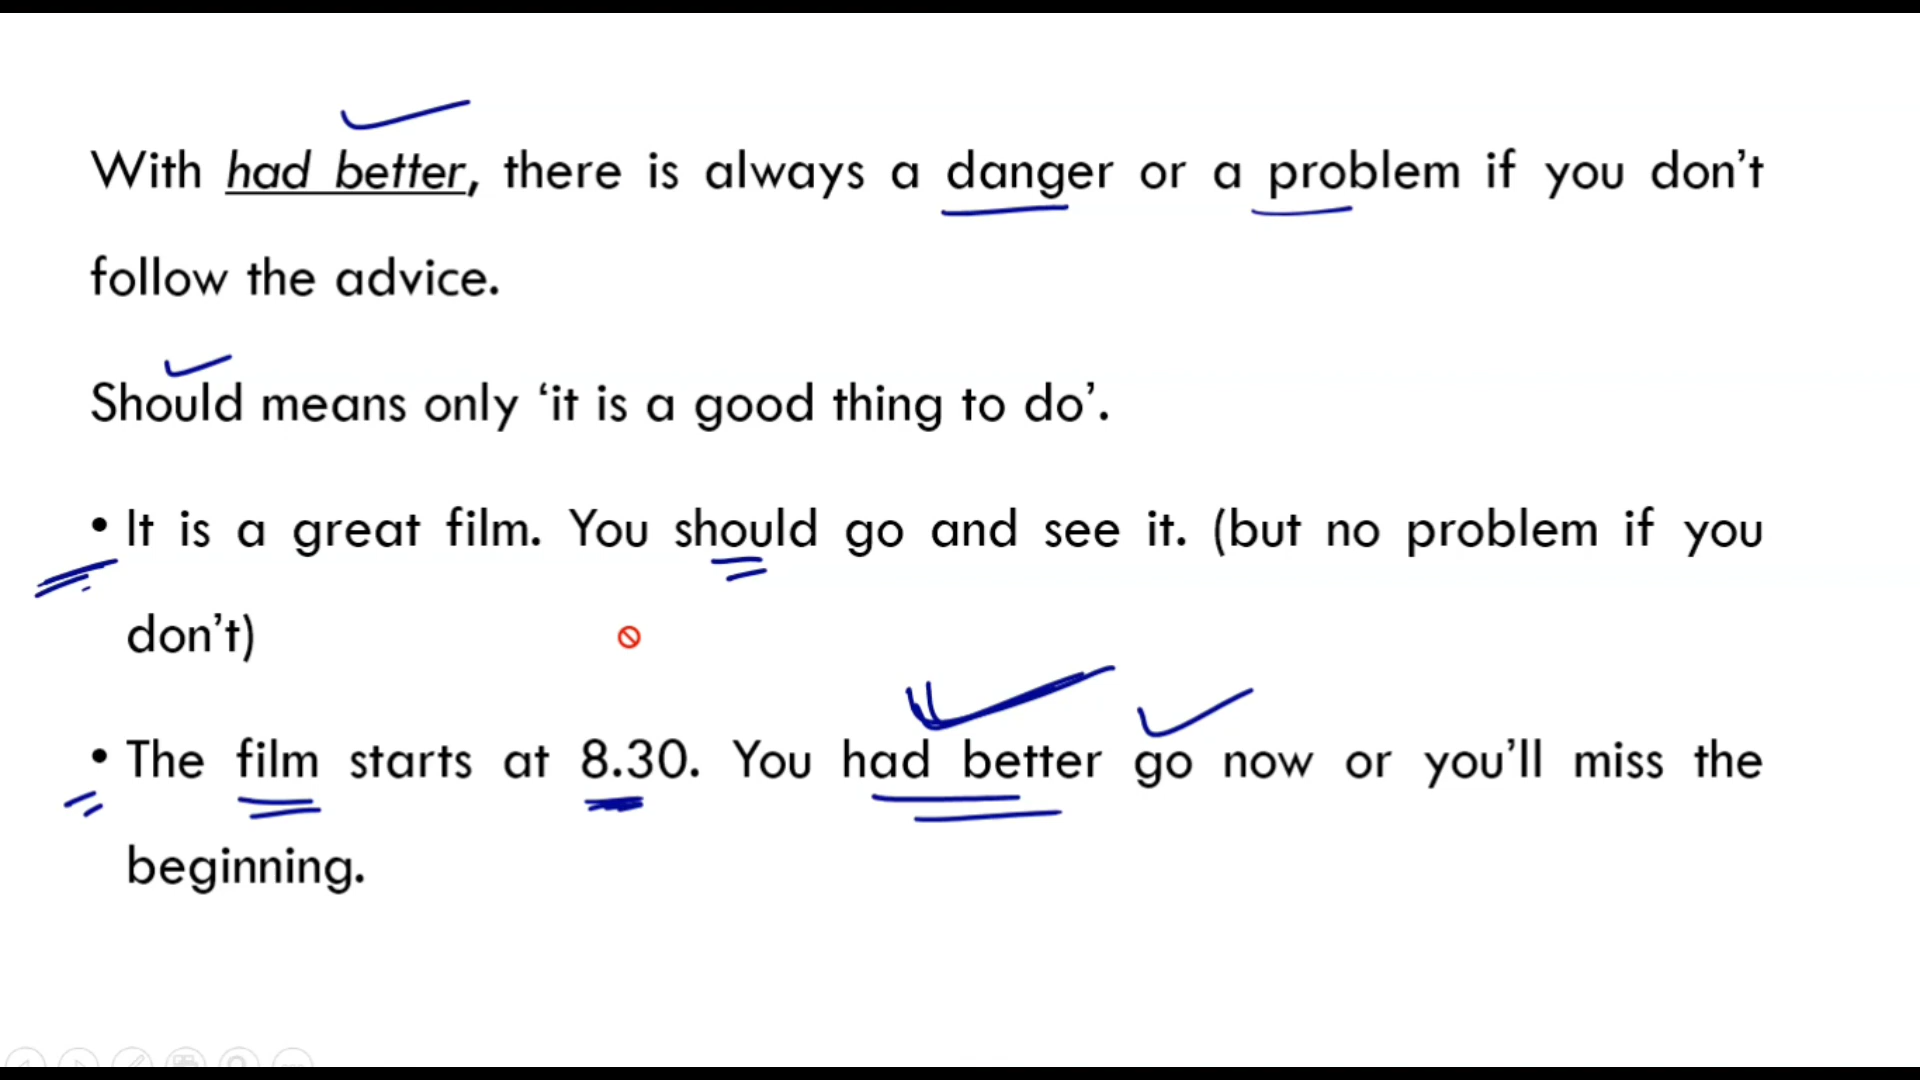 With had better, there is always a danger or a problem if you don’t
follow the advice.
Should means only ‘it is a good thing to do’.
• It is a great film. You should go and see it. (but no problem if you
don’t)
• The film starts at 8.30. You had better go now or you’ll miss the
beginning.